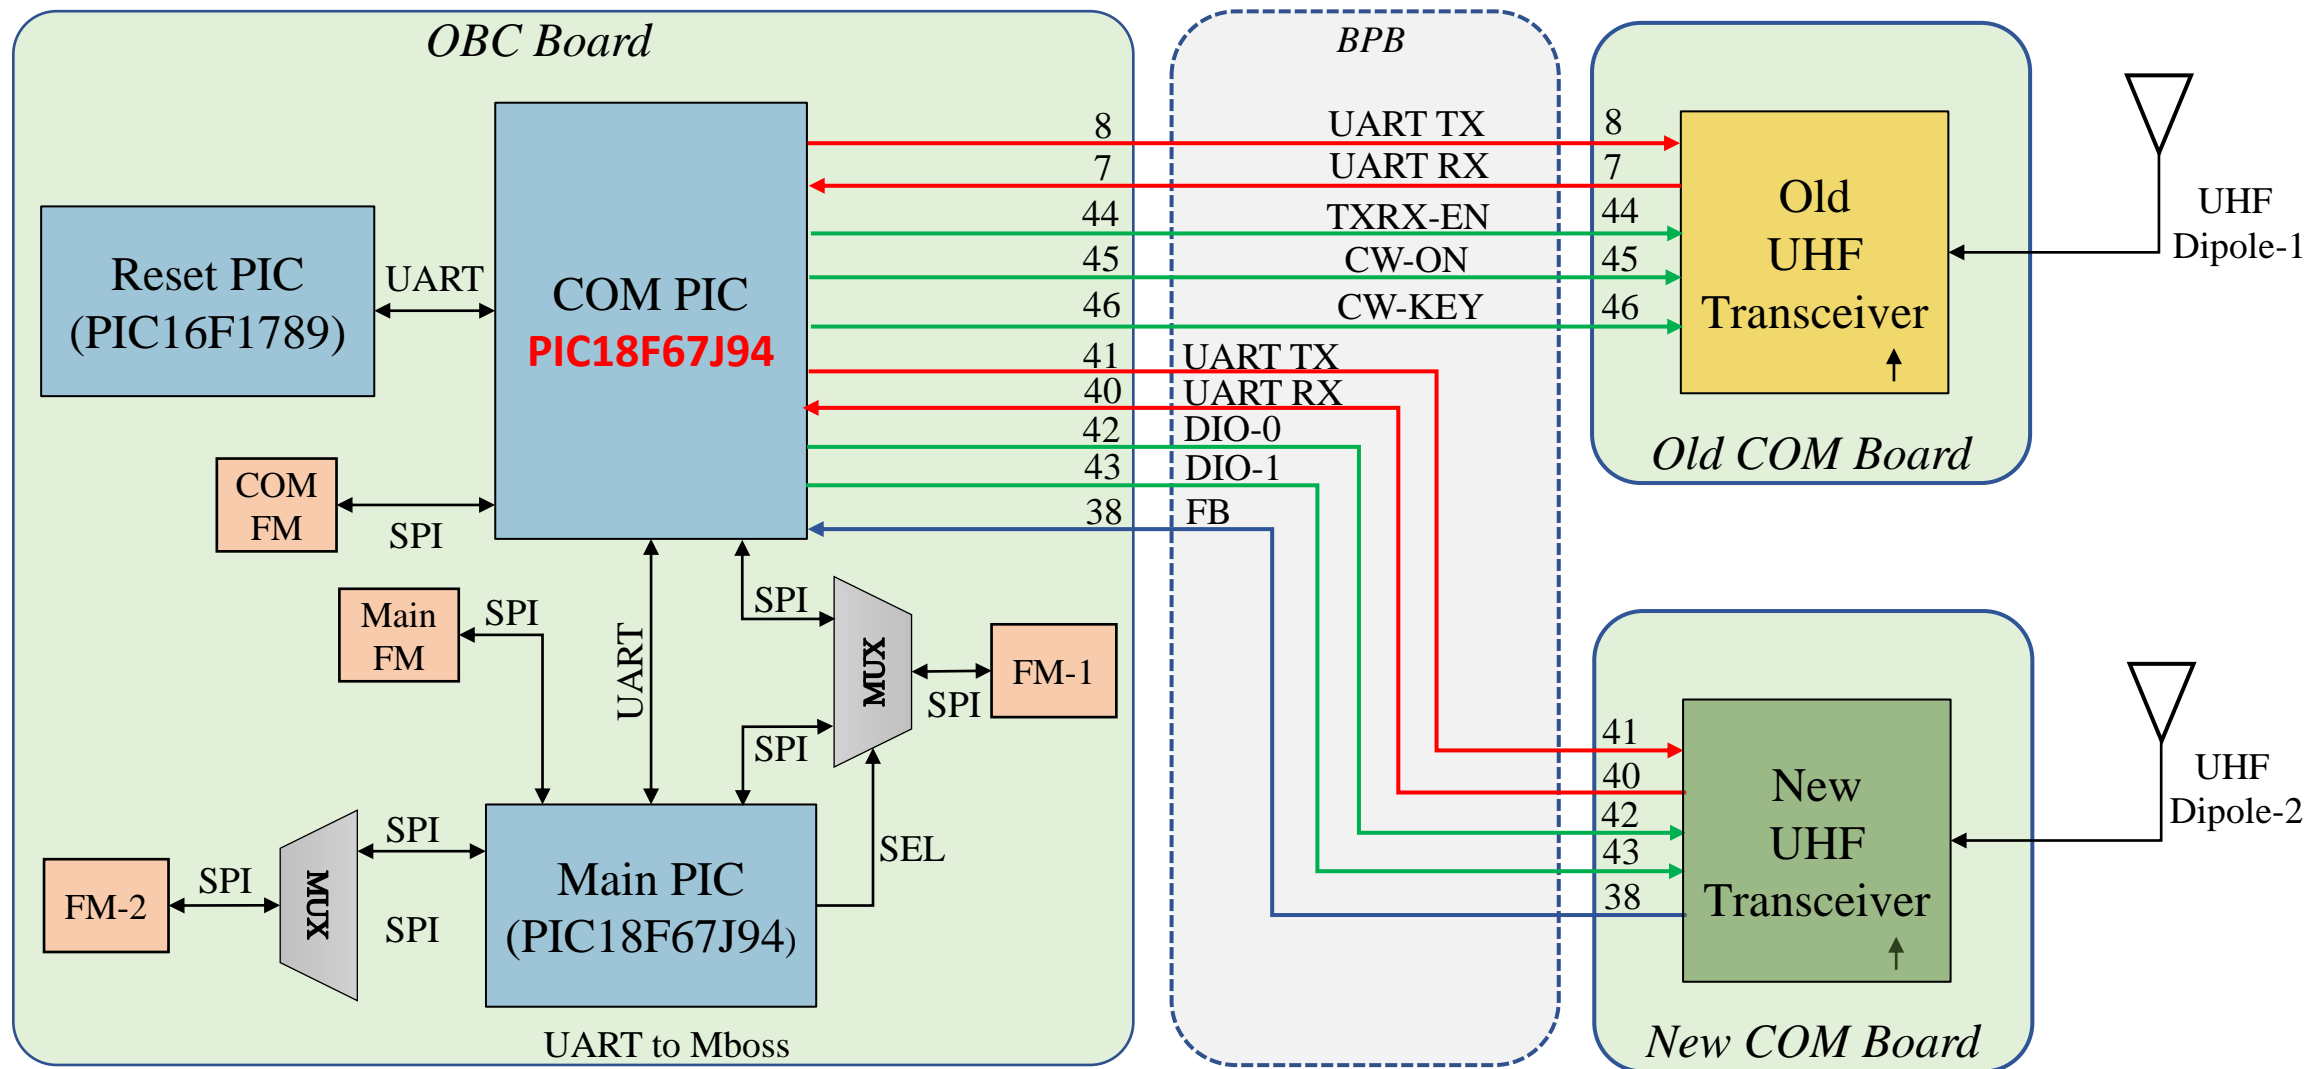 OBC Board
BPB
8
UART TX
8
7
UART RX
7
44
TXRX-EN
44
45
CW-ON
45
46
CW-KEY
46
41
UART TX
40
UART RX
42
DIO-0
43
DIO-1
38
FB
Reset PIC
(PIC16F1789)
UART
COM PIC
PIC18F67J94
Old
UHF
Transceiver
Old COM Board
UHF
Dipole-1
COM
FM
SPI
Main
FM
SPI
UART
SPI
MUX
SPI
FM-1
SPI
SEL
FM-2
SPI
MUX
SPI
SPI
Main PIC
(PIC18F67J94)
UART to Mboss
41
40
42
43
38
New
UHF
Transceiver
New COM Board
UHF
Dipole-2